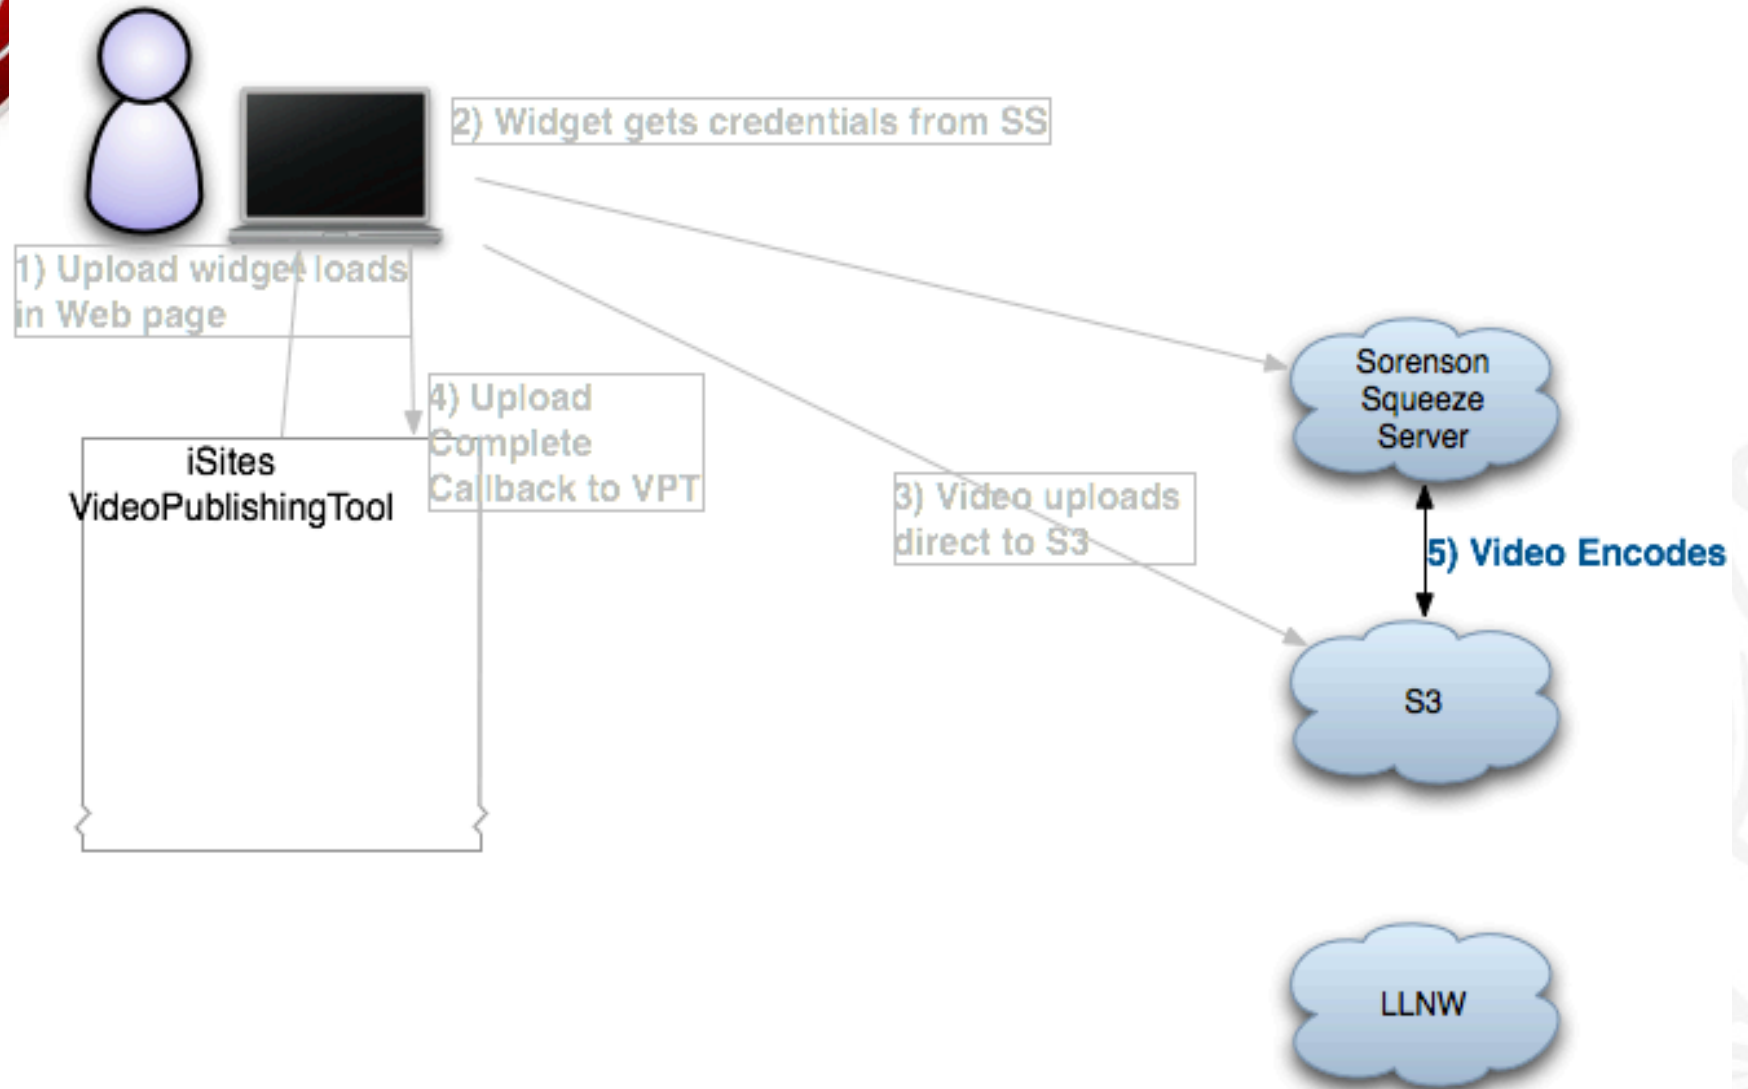 2) Widget gets credentials from SS
1) Upload widget loads
in Web page
4) Upload
Complete
Callback to VPT
iSites
VideoPublishingTool
3) Video uploads
direct to S3
Sorenson
Squeeze
Server
5) Video Encodes
S3
LLNW